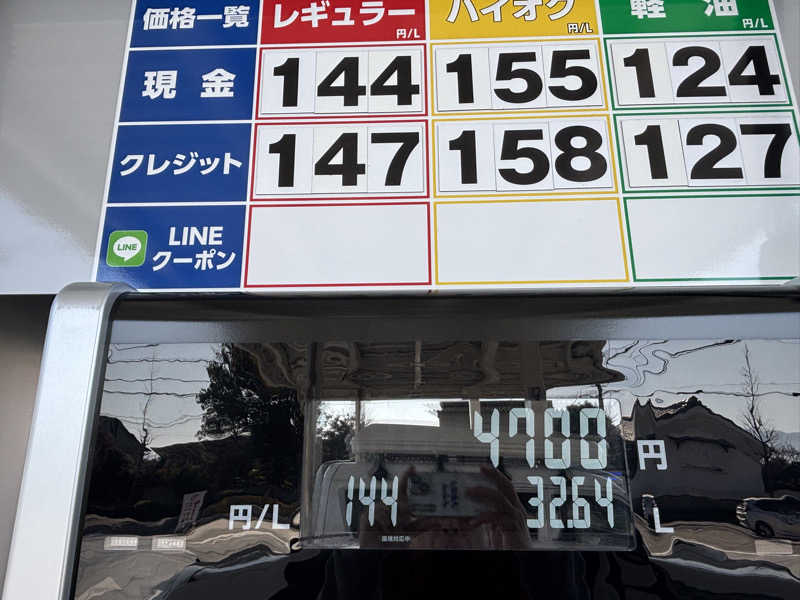 価格一覧 レギュラー 円/L ハイオク 円/L 軽油 円/L
現金 144 155 124
クレジット 147 158 127
LINE LINE
クーポン
4700 円
円/L 144 32.64 L